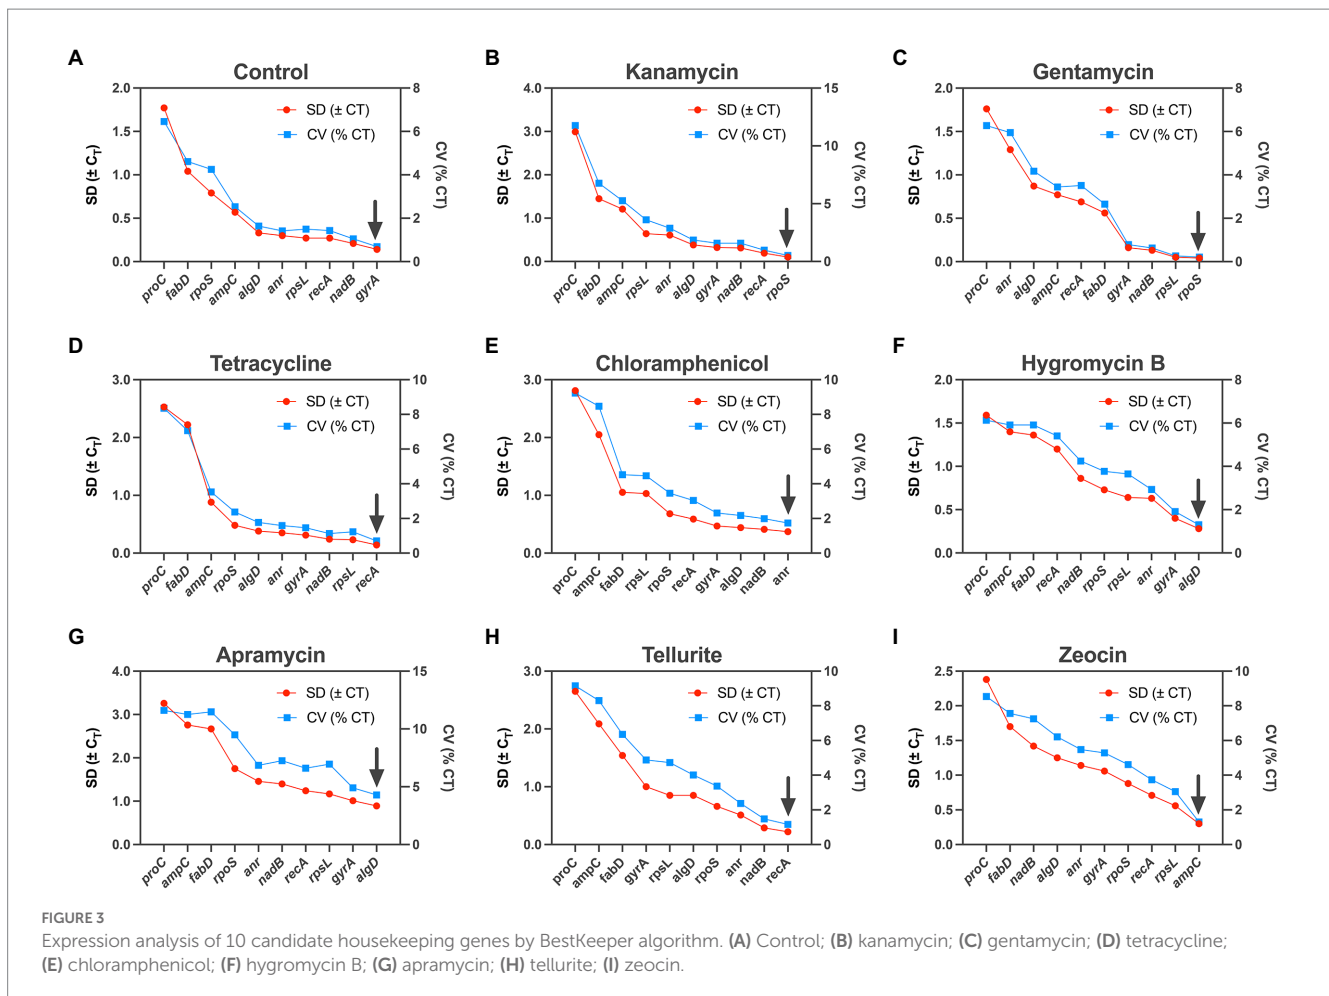 A
Control
SD (± CT)
CV (% CT)
SD (± CT)
CV (% CT)
2.0
1.5
1.0
0.5
0.0
8
6
4
2
0
proC fabD rpoS ampC algD anr rpsL recA nadB gyrA
B
Kanamycin
SD (± CT)
CV (% CT)
SD (± CT)
CV (% CT)
4.0
3.0
2.0
1.0
0.0
15
10
5
0
proC fabD ampC rpsL anr algD gyrA nadB recA rpoS
C
Gentamycin
SD (± CT)
CV (% CT)
SD (± CT)
CV (% CT)
2.0
1.5
1.0
0.5
0.0
8
6
4
2
0
proC anr algD ampC recA fabD gyrA nadB rpsL rpoS
D
Tetracycline
SD (± CT)
CV (% CT)
SD (± CT)
CV (% CT)
3.0
2.0
1.0
0.0
10
8
6
4
2
0
proC fabD ampC rpoS algD anr gyrA nadB rpsL recA
E
Chloramphenicol
SD (± CT)
CV (% CT)
SD (± CT)
CV (% CT)
3.0
2.0
1.0
0.0
10
8
6
4
2
0
proC ampC fabD rpsL rpoS recA gyrA algD nadB anr
F
Hygromycin B
SD (± CT)
CV (% CT)
SD (± CT)
CV (% CT)
2.0
1.5
1.0
0.5
0.0
8
6
4
2
0
proC ampC fabD recA nadB rpoS rpsL anr gyrA algD
G
Apramycin
SD (± CT)
CV (% CT)
SD (± CT)
CV (% CT)
4.0
3.0
2.0
1.0
0.0
15
10
5
0
proC ampC fabD rpoS anr nadB recA rpsL gyrA algD
H
Tellurite
SD (± CT)
CV (% CT)
SD (± CT)
CV (% CT)
3.0
2.0
1.0
0.0
10
8
6
4
2
0
proC ampC fabD gyrA rpsL algD rpoS anr nadB recA
I
Zeocin
SD (± CT)
CV (% CT)
SD (± CT)
CV (% CT)
2.5
2.0
1.5
1.0
0.5
0.0
10
8
6
4
2
0
proC fabD nadB algD anr gyrA rpoS recA rpsL ampC
FIGURE 3
Expression analysis of 10 candidate housekeeping genes by BestKeeper algorithm. (A) Control; (B) kanamycin; (C) gentamycin; (D) tetracycline;
(E) chloramphenicol; (F) hygromycin B; (G) apramycin; (H) tellurite; (I) zeocin.